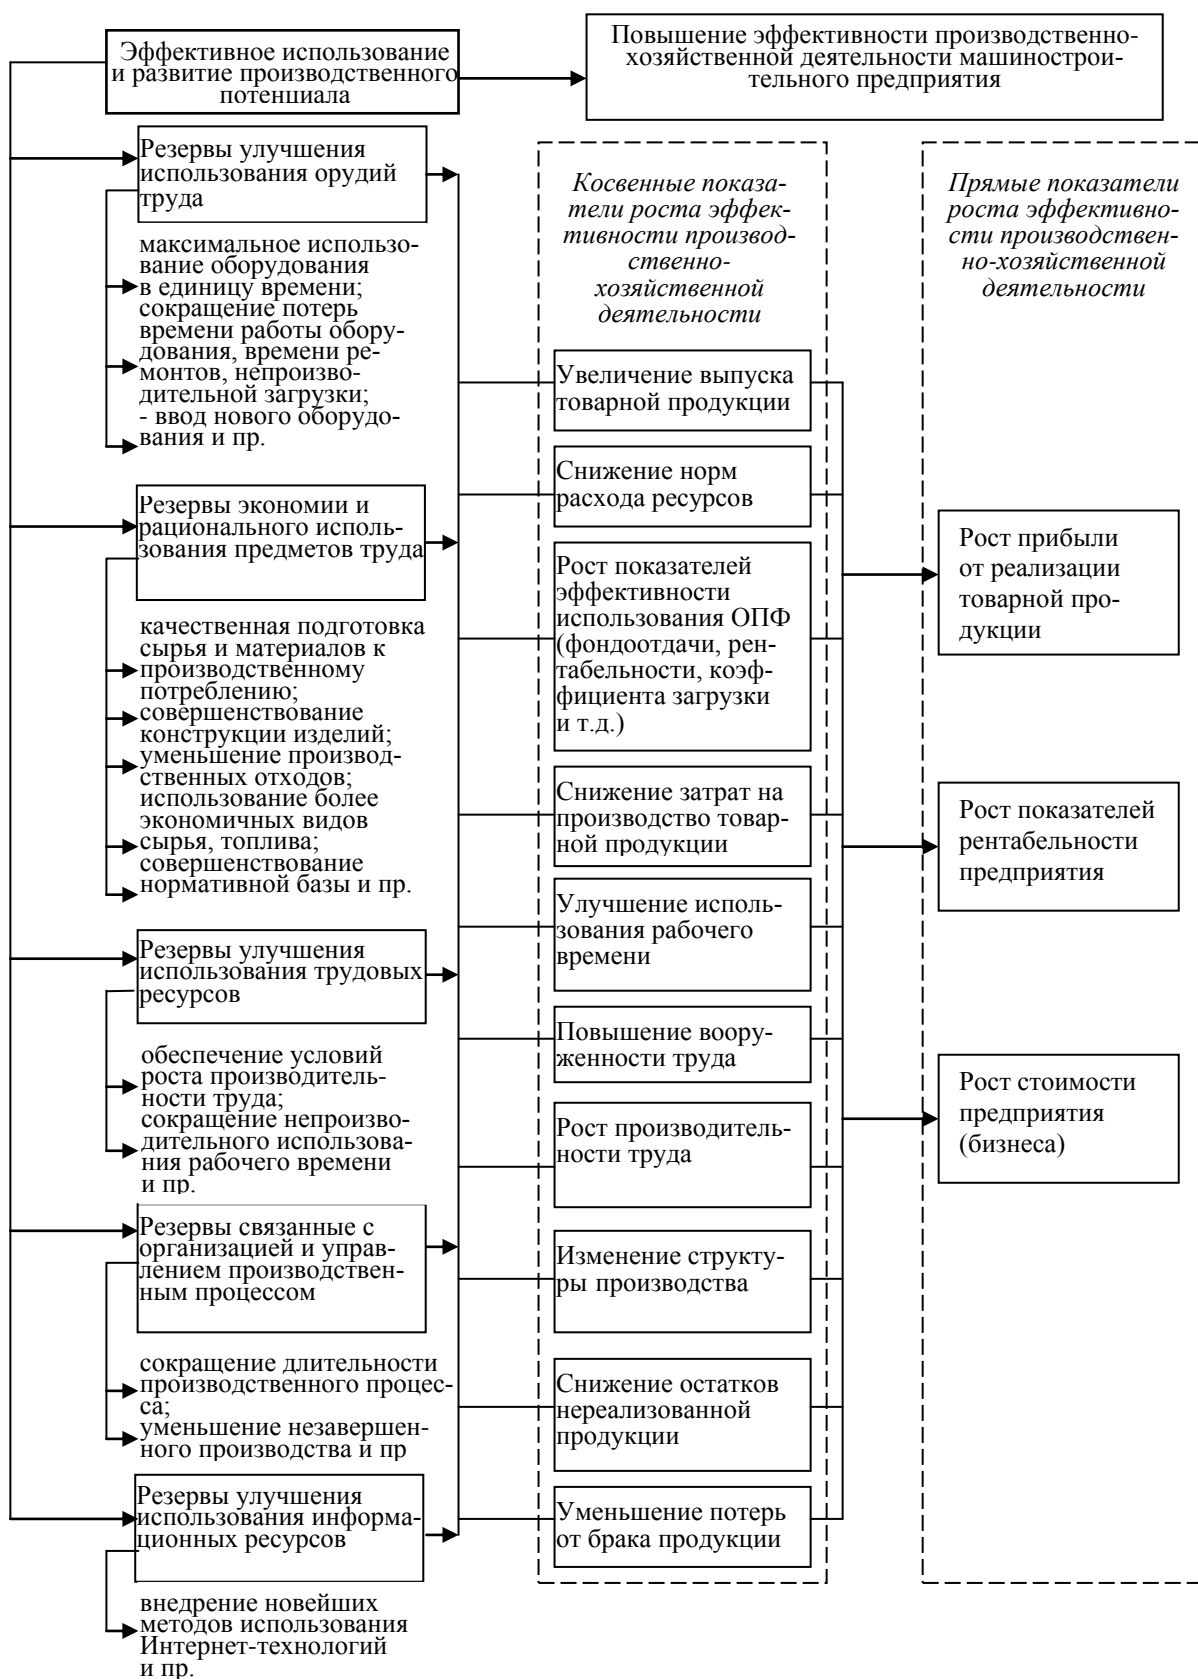 Эффективное использование
и развитие производственного
потенциала
Повышение эффективности производственно-
хозяйственной деятельности машинострои-
тельного предприятия
Резервы улучшения
использования орудий
труда
максимальное использо-
вание оборудования
в единицу времени;
сокращение потерь
времени работы обору-
дования, времени ре-
монтов, непроизво-
дительной загрузки;
- ввод нового оборудо-
вания и пр.
Резервы экономии и
рационального исполь-
зования предметов труда
качественная подготовка
сырья и материалов к
производственному
потреблению;
совершенствование
конструкции изделий;
уменьшение производ-
ственных отходов;
использование более
экономичных видов
сырья, топлива;
совершенствование
нормативной базы и пр.
Резервы улучшения
использования трудовых
ресурсов
обеспечение условий
роста производитель-
ности труда;
сокращение непроизво-
дительного использова-
ния рабочего времени
и пр.
Резервы связанные с
организацией и управ-
лением производствен-
ным процессом
сокращение длительности
производственного процес-
са;
уменьшение незавершен-
ного производства и пр
Резервы улучшения
использования информа-
ционных ресурсов
внедрение новейших
методов использования
Интернет-технологий
и пр.
Косвенные показа-
тели роста эффек-
тивности производ-
ственно-
хозяйственной
деятельности
Увеличение выпуска
товарной продукции
Снижение норм
расхода ресурсов
Рост показателей
эффективности
использования ОПФ
(фондоотдачи, рен-
табельности, коэф-
фициента загрузки
и т.д.)
Снижение затрат на
производство товар-
ной продукции
Улучшение исполь-
зования рабочего
времени
Повышение воору-
женности труда
Рост производитель-
ности труда
Изменение структу-
ры производства
Снижение остатков
нереализованной
продукции
Уменьшение потерь
от брака продукции
Прямые показатели
роста эффективно-
сти производствен-
но-хозяйственной
деятельности
Рост прибыли
от реализации
товарной про-
дукции
Рост показателей
рентабельности
предприятия
Рост стоимости
предприятия
(бизнеса)